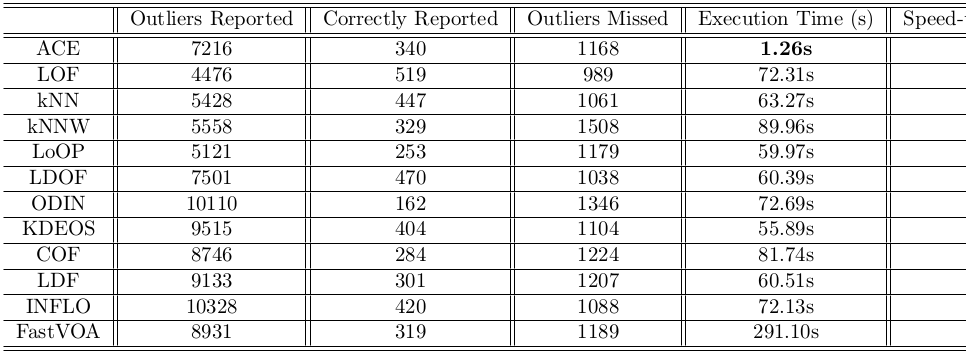 Outliers Reported Correctly Reported Outliers Missed Execution Time (s) Speed-
ACE 7216 340 1168 1.26s
LOF 4476 519 989 72.31s
kNN 5428 447 1061 63.27s
kNNW 5558 329 1508 89.96s
LoOP 5121 253 1179 59.97s
LDOF 7501 470 1038 60.39s
ODIN 10110 162 1346 72.69s
KDEOS 9515 404 1104 55.89s
COF 8746 284 1224 81.74s
LDF 9133 301 1207 60.51s
INFLO 10328 420 1088 72.13s
FastVOA 8931 319 1189 291.10s